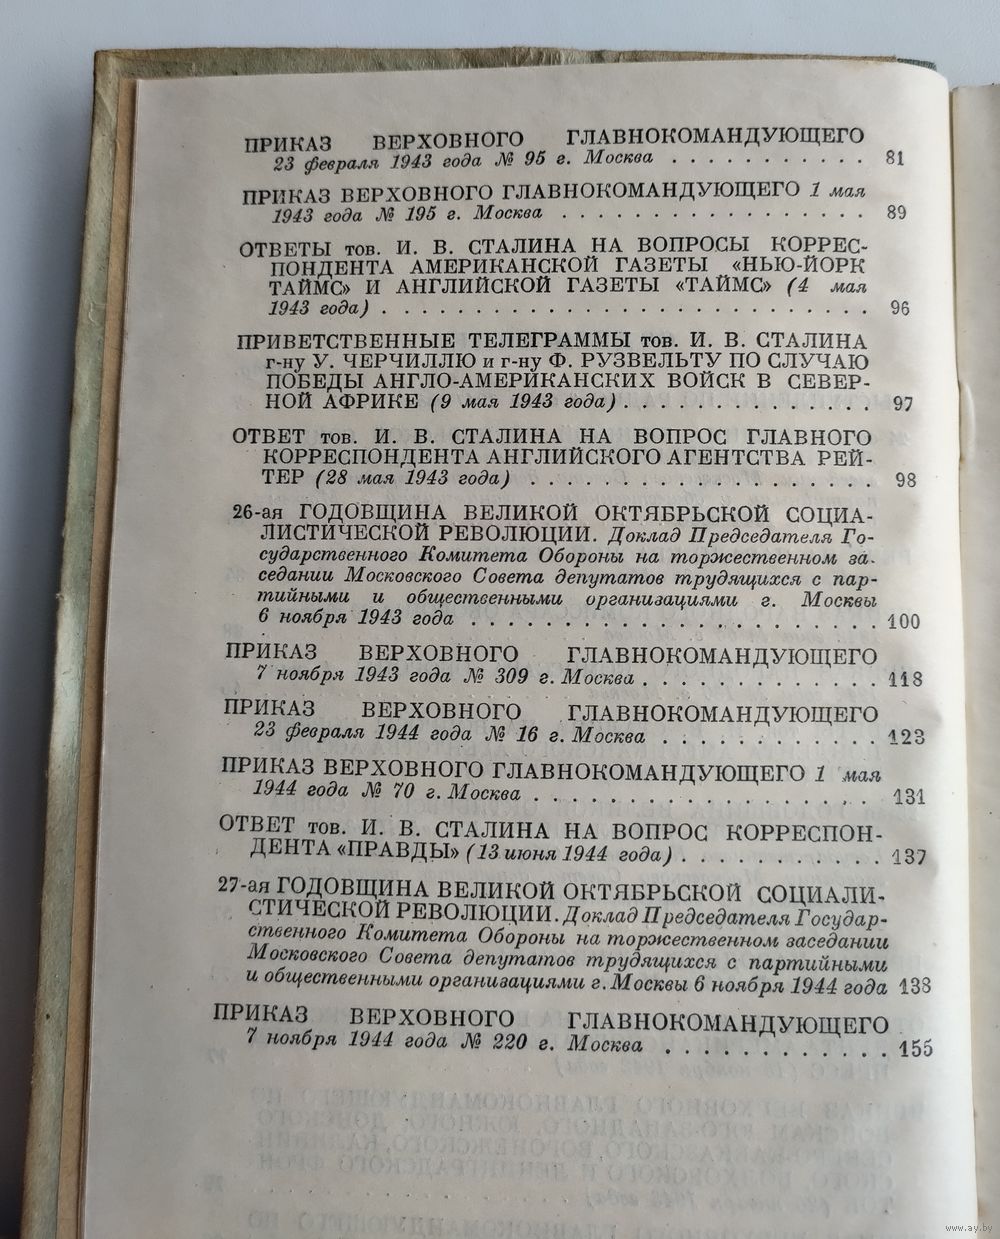 ПРИКАЗ ВЕРХОВНОГО ГЛАВНОКОМАНДУЮЩЕГО
23 февраля 1943 года № 95 г. Москва . . . . . . . . . . . 81
ПРИКАЗ ВЕРХОВНОГО ГЛАВНОКОМАНДУЮЩЕГО 1 мая
1943 года № 195 г. Москва . . . . . . . . . . . . . . . . . 89
ОТВЕТЫ тов. И. В. СТАЛИНА НА ВОПРОСЫ КОРРЕС-
ПОНДЕНТА АМЕРИКАНСКОЙ ГАЗЕТЫ «НЬЮ-ЙОРК
ТАЙМС» И АНГЛИЙСКОЙ ГАЗЕТЫ «ТАЙМС» (4 мая
1943 года) . . . . . . . . . . . . . . . . . . . . . . . . . . . 96
ПРИВЕТСТВЕННЫЕ ТЕЛЕГРАММЫ тов. И. В. СТАЛИНА
г-ну У. ЧЕРЧИЛЛЮ и г-ну Ф. РУЗВЕЛЬТУ ПО СЛУЧАЮ
ПОБЕДЫ АНГЛО-АМЕРИКАНСКИХ ВОЙСК В СЕВЕР-
НОЙ АФРИКЕ (9 мая 1943 года) . . . . . . . . . . . . . . 97
ОТВЕТ тов. И. В. СТАЛИНА НА ВОПРОС ГЛАВНОГО
КОРРЕСПОНДЕНТА АНГЛИЙСКОГО АГЕНТСТВА РЕЙ-
ТЕР (28 мая 1943 года) . . . . . . . . . . . . . . . . . . . 98
26-ая ГОДОВЩИНА ВЕЛИКОЙ ОКТЯБРЬСКОЙ СОЦИА-
ЛИСТИЧЕСКОЙ РЕВОЛЮЦИИ. Доклад Председателя Го-
сударственного Комитета Обороны на торжественном за-
седании Московского Совета депутатов трудящихся с пар-
тийными и общественными организациями г. Москвы
6 ноября 1943 года . . . . . . . . . . . . . . . . . . . . . . 100
ПРИКАЗ ВЕРХОВНОГО ГЛАВНОКОМАНДУЮЩЕГО
7 ноября 1943 года № 309 г. Москва . . . . . . . . . . . . . 118
ПРИКАЗ ВЕРХОВНОГО ГЛАВНОКОМАНДУЮЩЕГО
23 февраля 1944 года № 16 г. Москва . . . . . . . . . . . . 123
ПРИКАЗ ВЕРХОВНОГО ГЛАВНОКОМАНДУЮЩЕГО 1 мая
1944 года № 70 г. Москва . . . . . . . . . . . . . . . . . . 131
ОТВЕТ тов. И. В. СТАЛИНА НА ВОПРОС КОРРЕСПОН-
ДЕНТА «ПРАВДЫ» (13 июня 1944 года) . . . . . . . . . . . 137
27-ая ГОДОВЩИНА ВЕЛИКОЙ ОКТЯБРЬСКОЙ СОЦИАЛИ-
СТИЧЕСКОЙ РЕВОЛЮЦИИ. Доклад Председателя Государ-
ственного Комитета Обороны на торжественном заседании
Московского Совета депутатов трудящихся с партийными
и общественными организациями г. Москвы 6 ноября 1944 года 138
ПРИКАЗ ВЕРХОВНОГО ГЛАВНОКОМАНДУЮЩЕГО
7 ноября 1944 года № 220 г. Москва . . . . . . . . . . . . 155
www.ay.by